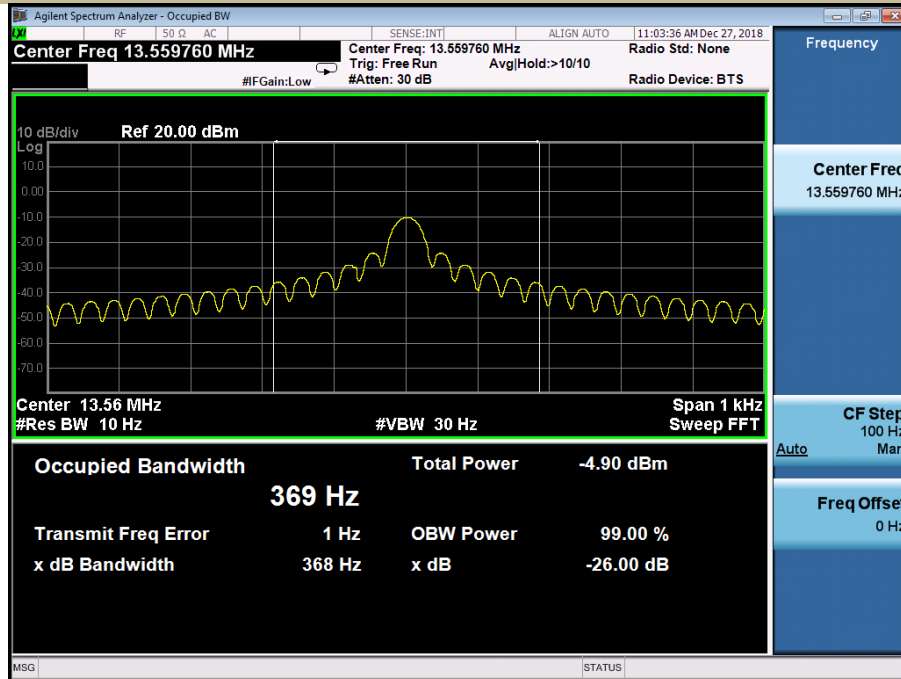 Agilent Spectrum Analyzer - Occupied BW
LXI RF 50 Ω AC SENSE:INT ALIGN AUTO 11:03:36 AM Dec 27, 2018
Center Freq 13.559760 MHz
Center Freq: 13.559760 MHz Radio Std: None
Trig: Free Run Avg|Hold:>10/10
#IFGain:Low #Atten: 30 dB Radio Device: BTS
10 dB/div Ref 20.00 dBm
Log
10.0
0.00
-10.0
-20.0
-30.0
-40.0
-50.0
-60.0
-70.0
Center 13.56 MHz Span 1 kHz
#Res BW 10 Hz #VBW 30 Hz Sweep FFT
Occupied Bandwidth Total Power -4.90 dBm
369 Hz
Transmit Freq Error 1 Hz OBW Power 99.00 %
x dB Bandwidth 368 Hz x dB -26.00 dB
MSG STATUS
Frequency
Center Freq
13.559760 MHz
CF Step
100 Hz
Auto Man
Freq Offset
0 Hz